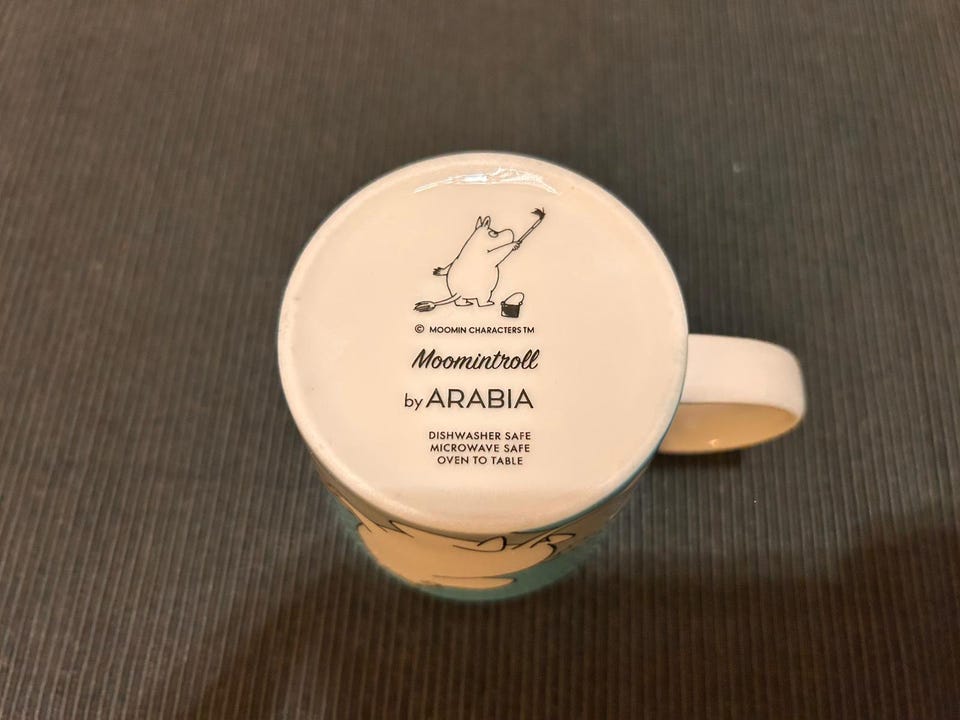 © MOOMIN CHARACTERS TM
Moomintroll
by ARABIA
DISHWASHER SAFE
MICROWAVE SAFE
OVEN TO TABLE